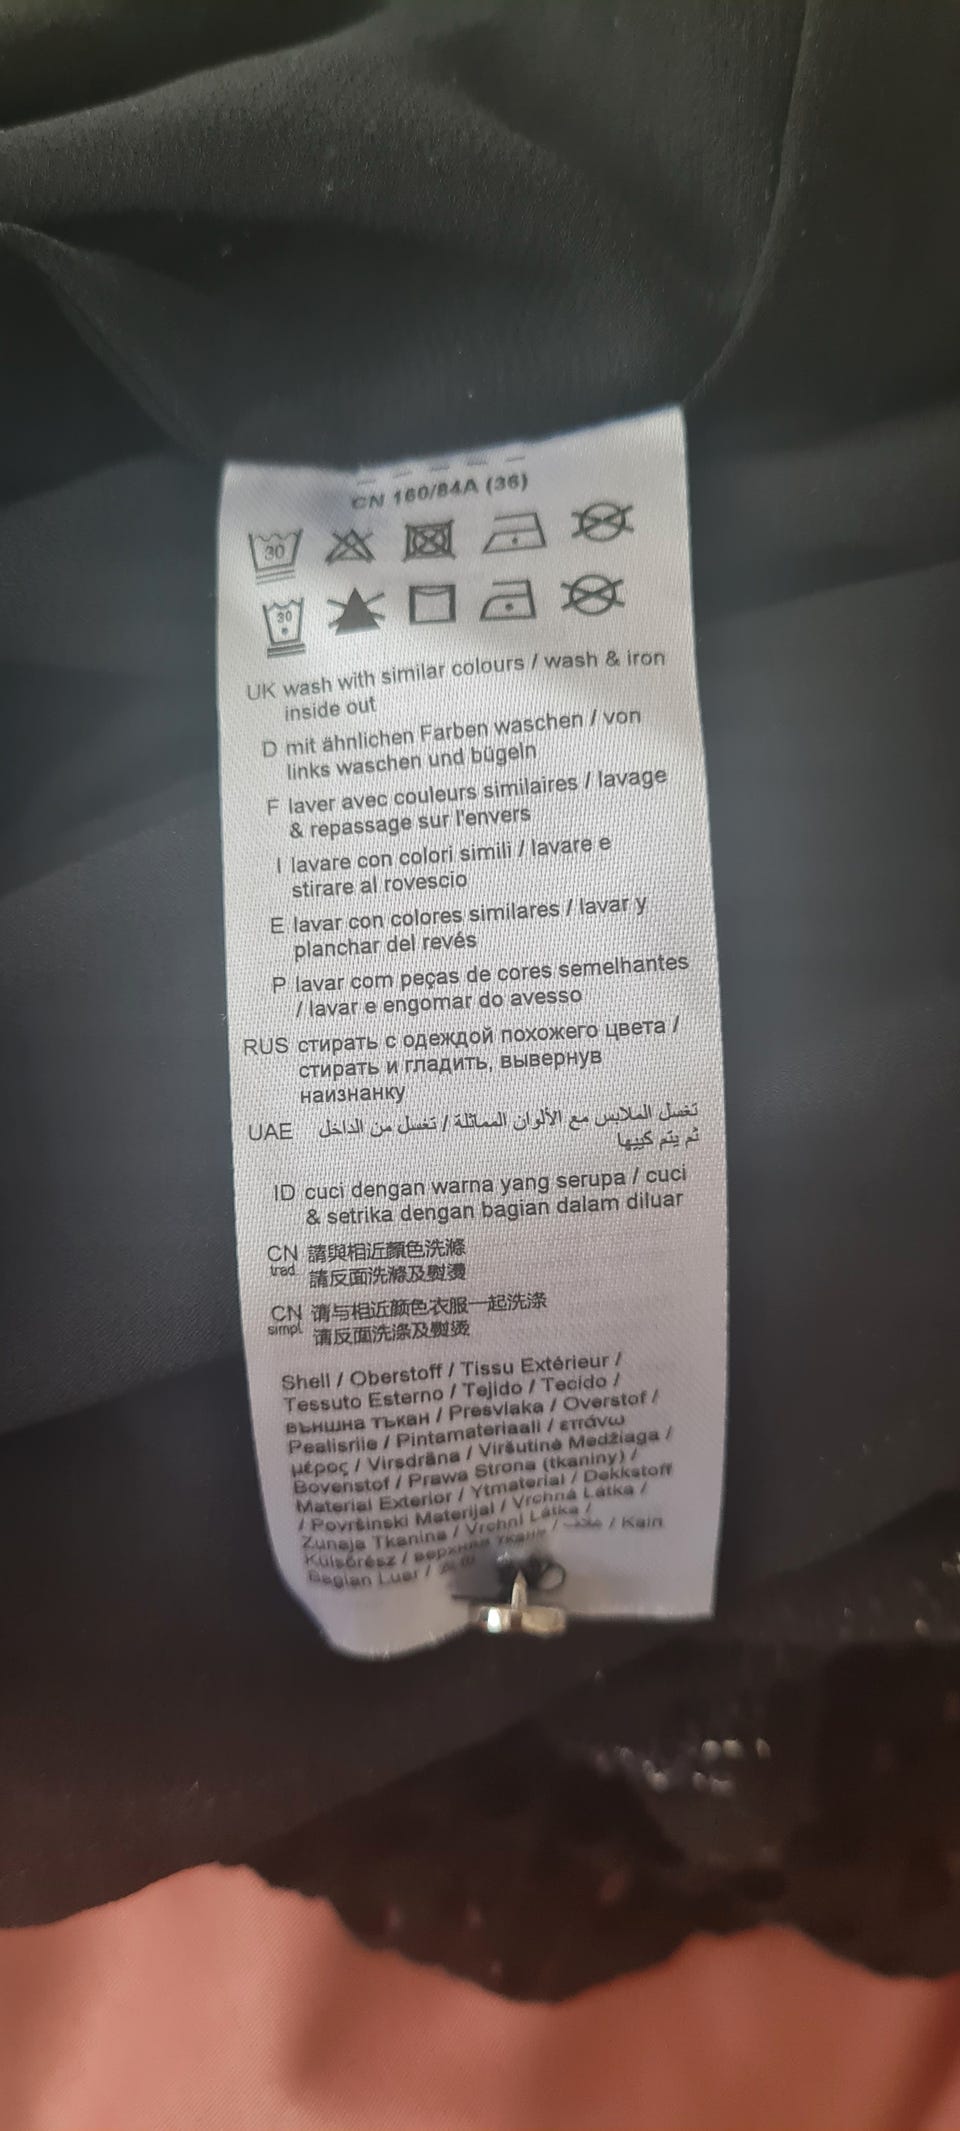 CN 160/84A (36)
30
30
UK wash with similar colours / wash & iron
inside out
D mit ähnlichen Farben waschen / von
links waschen und bügeln
F laver avec couleurs similaires / lavage
& repassage sur l'envers
I lavare con colori simili / lavare e
stirare al rovescio
E lavar con colores similares / lavar y
planchar del revés
P lavar com peças de cores semelhantes
/ lavar e engomar do avesso
RUS стирать с одеждой похожего цвета /
стирать и гладить, вывернув
наизнанку
UAE تغسل الملابس مع الألوان المماثلة / تغسل من الداخل
ثم يتم كييها
ID cuci dengan warna yang serupa / cuci
& setrika dengan bagian dalam diluar
CN 請與相近顏色洗滌
trad. 請反面洗滌及熨燙
CN 请与相近颜色衣服一起洗涤
simpl. 请反面洗涤及熨烫
Shell / Oberstoff / Tissu Extérieur /
Tessuto Esterno / Tejido / Tecido /
външна тъкан / Presvlaka / Overstof /
Pealisriie / Pintamateriaali / επάνω
μέρος / Virsdrāna / Viršutinė Medžiaga /
Bovenstof / Prawa Strona (tkaniny) /
Material Exterior / Ytmaterial / Dekkstoff
/ Površinski Materijal / Vrchná Látka /
Zunaja Tkanina / Vrchní Látka /
Külsőrész / верхняя ткань / / Kain
Bagian Luar /